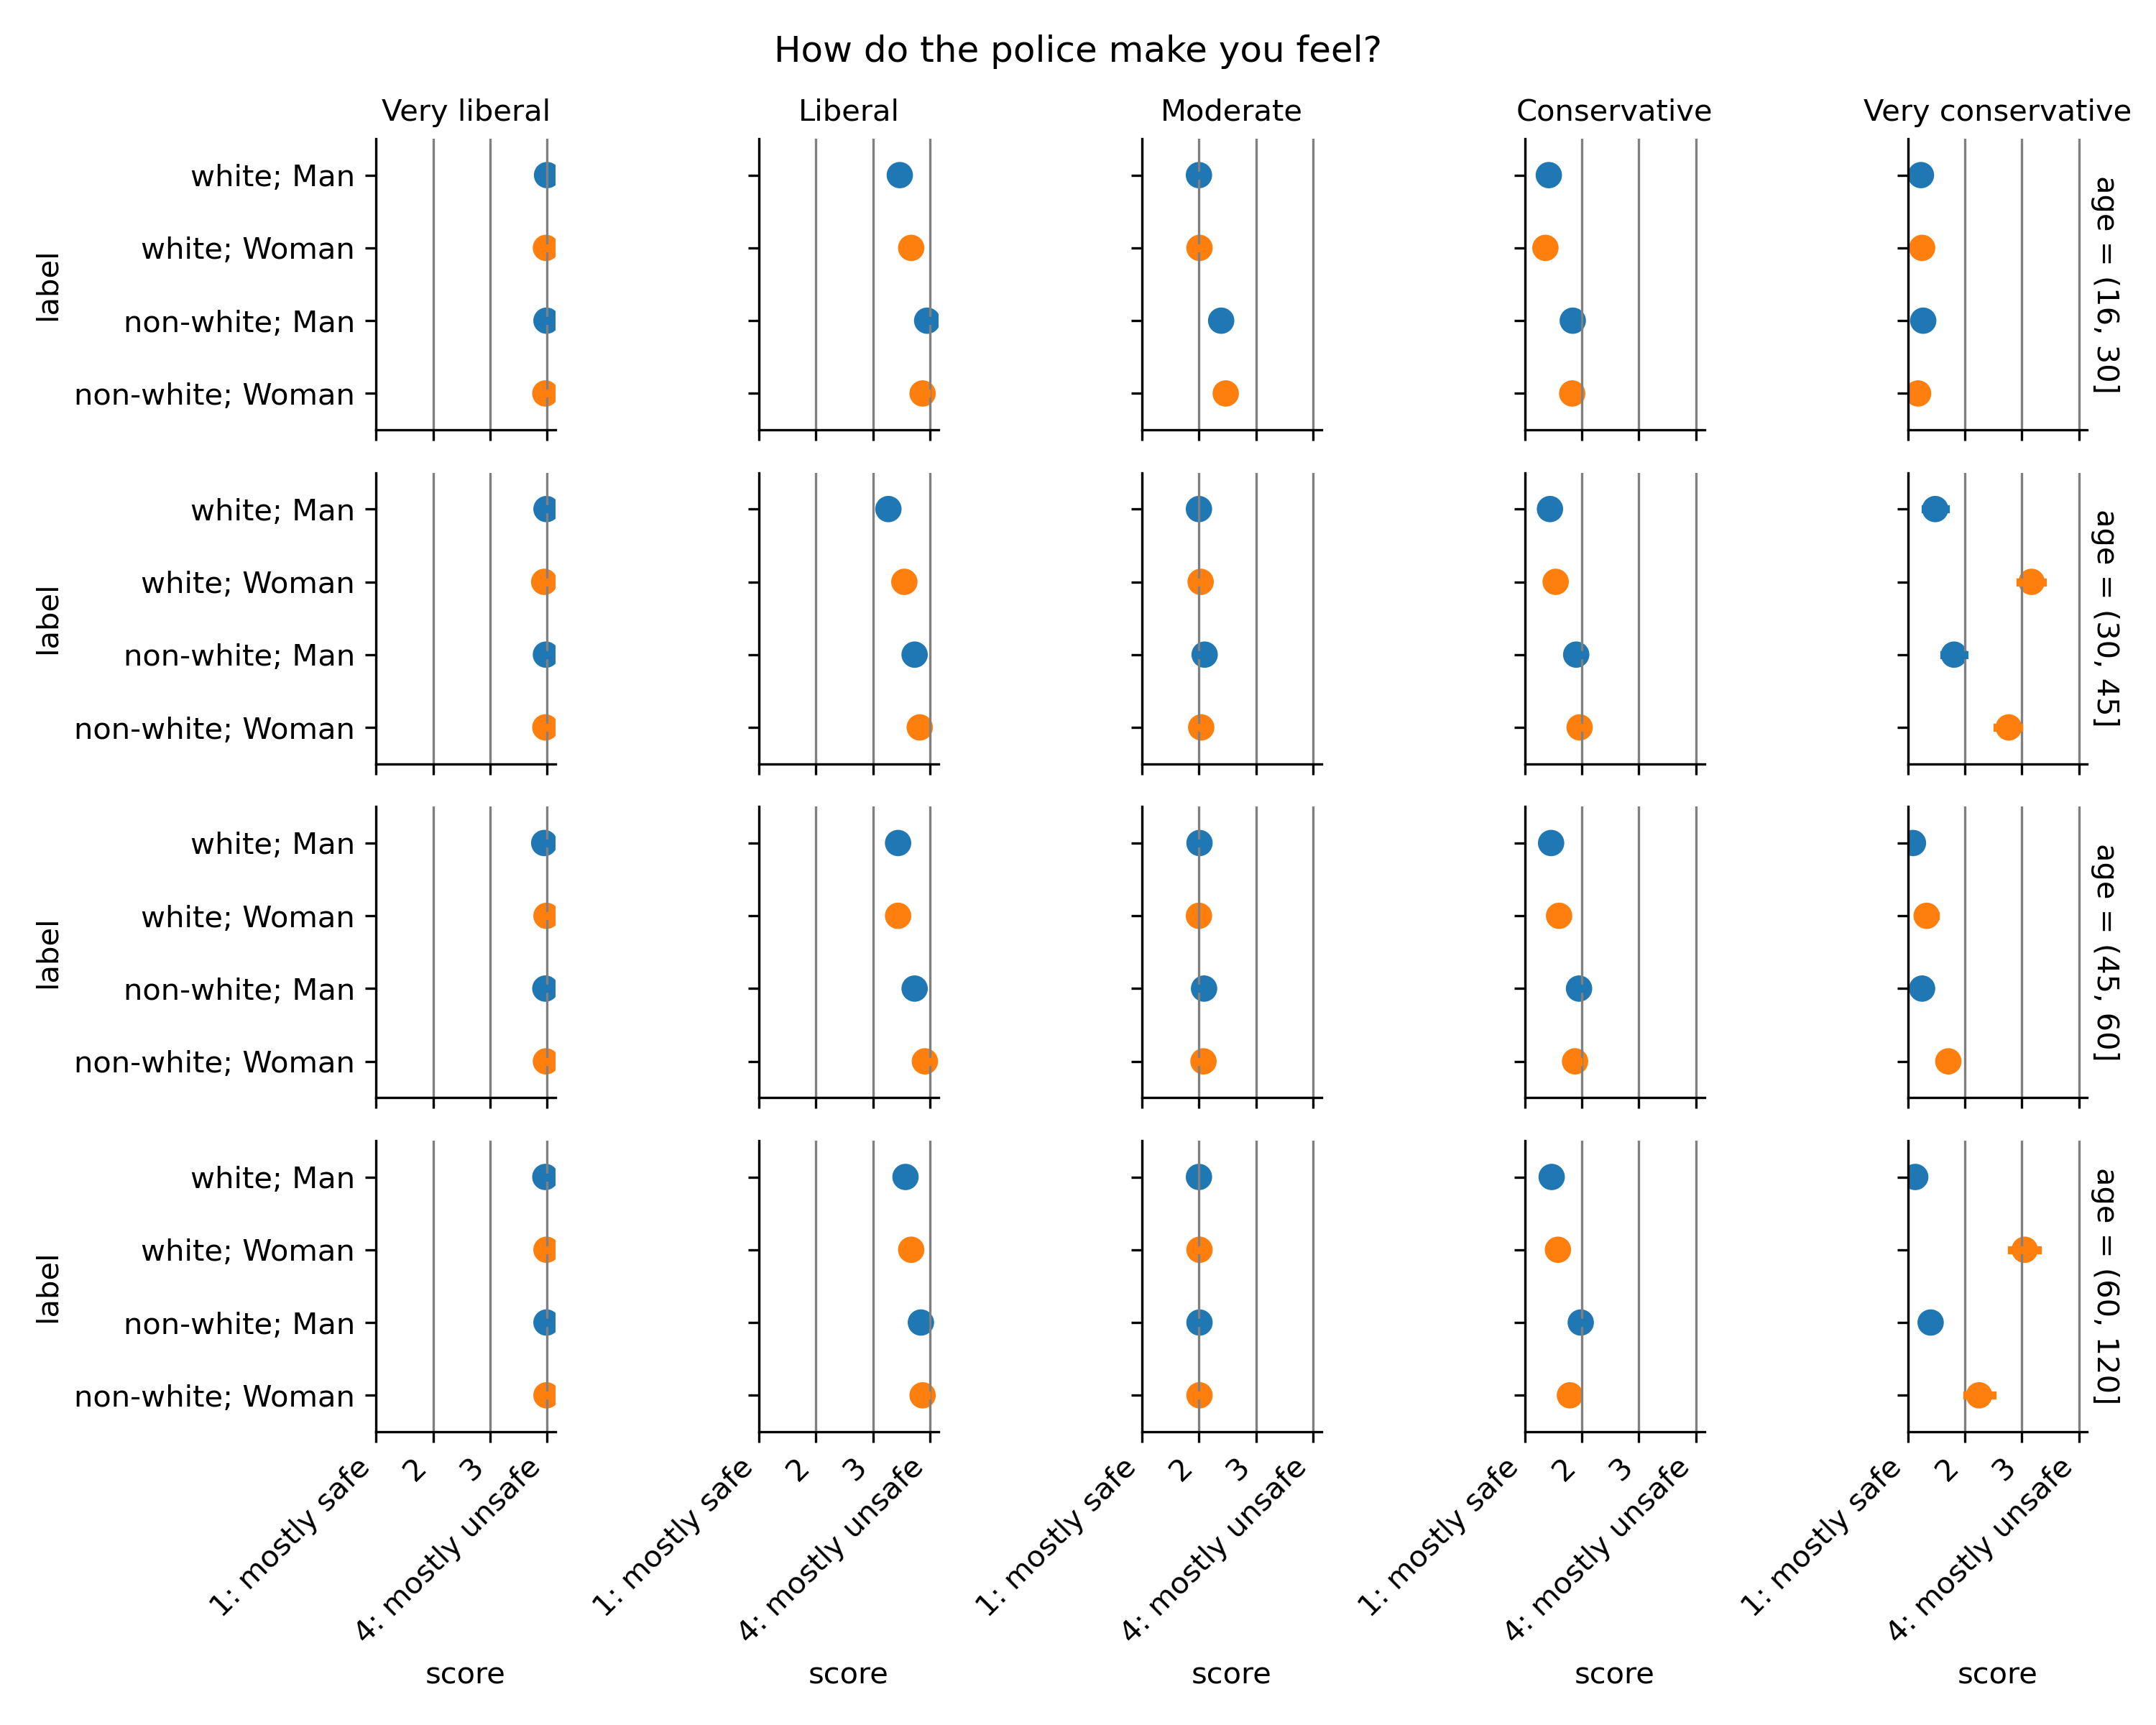 How do the police make you feel?
Very liberal
Liberal
Moderate
Conservative
Very conservative
label
white; Man
white; Woman
non-white; Man
non-white; Woman
age = (16, 30]
label
white; Man
white; Woman
non-white; Man
non-white; Woman
age = (30, 45]
label
white; Man
white; Woman
non-white; Man
non-white; Woman
age = (45, 60]
label
white; Man
white; Woman
non-white; Man
non-white; Woman
age = (60, 120]
1: mostly safe
2
3
4: mostly unsafe
score
1: mostly safe
2
3
4: mostly unsafe
score
1: mostly safe
2
3
4: mostly unsafe
score
1: mostly safe
2
3
4: mostly unsafe
score
1: mostly safe
2
3
4: mostly unsafe
score